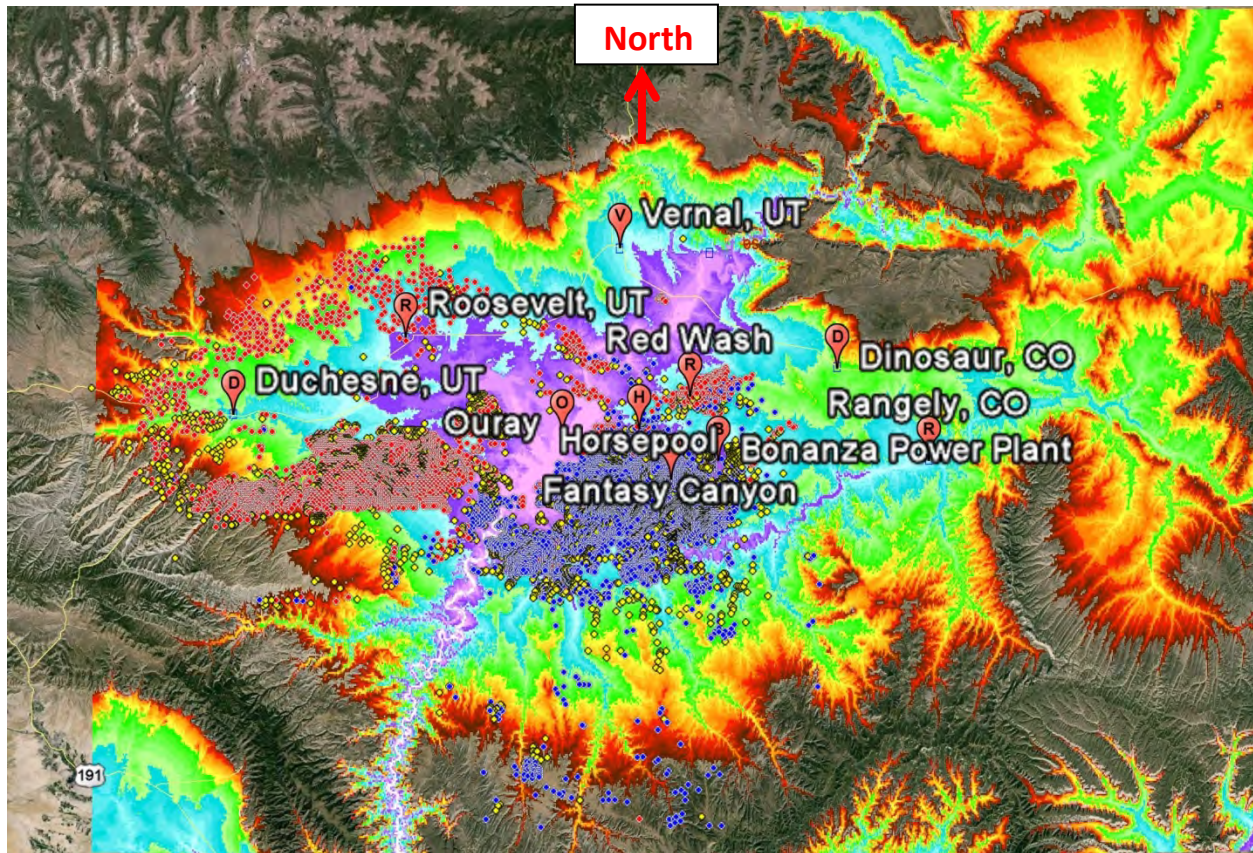 North
V Vernal, UT
R Roosevelt, UT
Red Wash
R
D
Dinosaur, CO
D Duchesne, UT
Rangely, CO
Ouray
O
H
R
Horsepool
B
Bonanza Power Plant
Fantasy Canyon
191